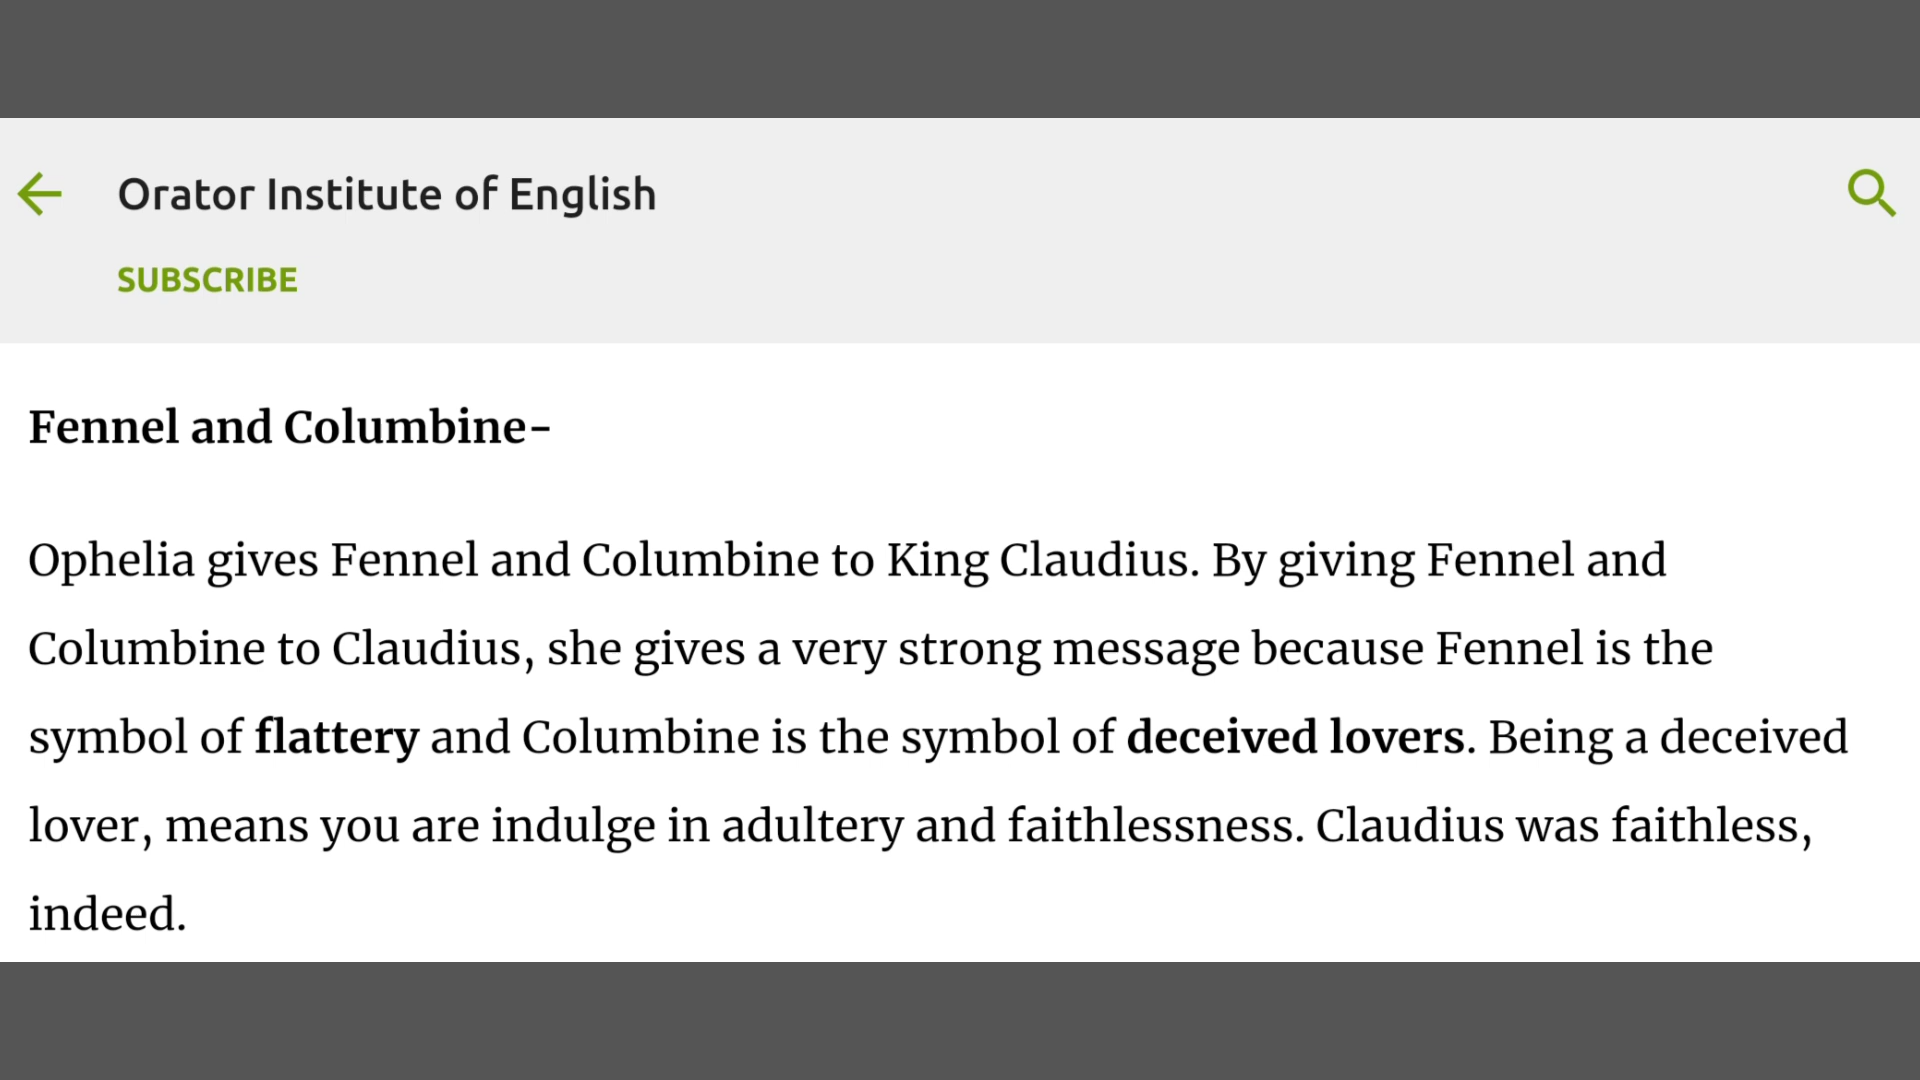 Orator Institute of English
SUBSCRIBE
Fennel and Columbine-
Ophelia gives Fennel and Columbine to King Claudius. By giving Fennel and
Columbine to Claudius, she gives a very strong message because Fennel is the
symbol of flattery and Columbine is the symbol of deceived lovers. Being a deceived
lover, means you are indulge in adultery and faithlessness. Claudius was faithless,
indeed.